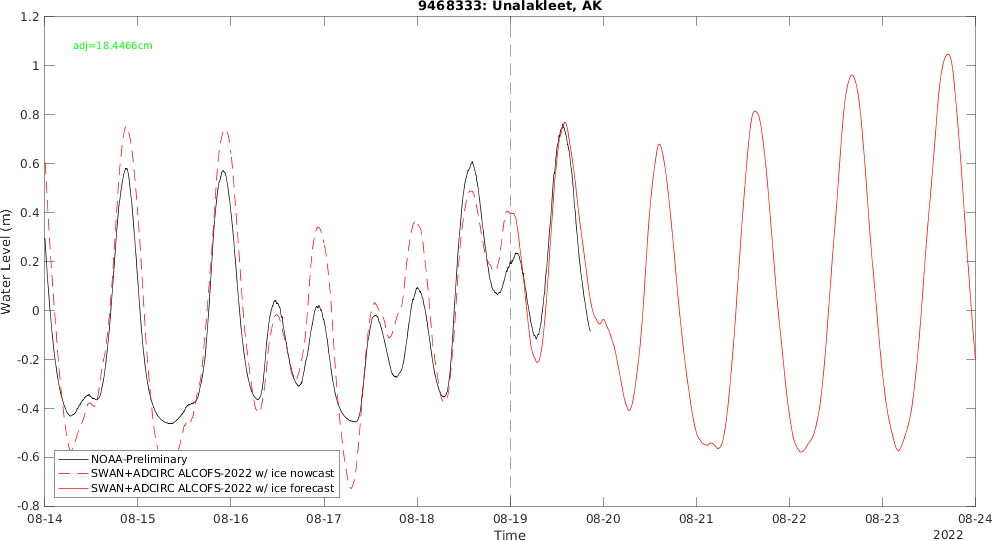 9468333: Unalakleet, AK
adj=18.4466cm
1.2
1
0.8
0.6
0.4
0.2
0
-0.2
-0.4
-0.6
-0.8
Water Level (m)
NOAA-Preliminary
SWAN+ADCIRC ALCOFS-2022 w/ ice nowcast
SWAN+ADCIRC ALCOFS-2022 w/ ice forecast
08-14 08-15 08-16 08-17 08-18 08-19 08-20 08-21 08-22 08-23 08-24
Time
2022